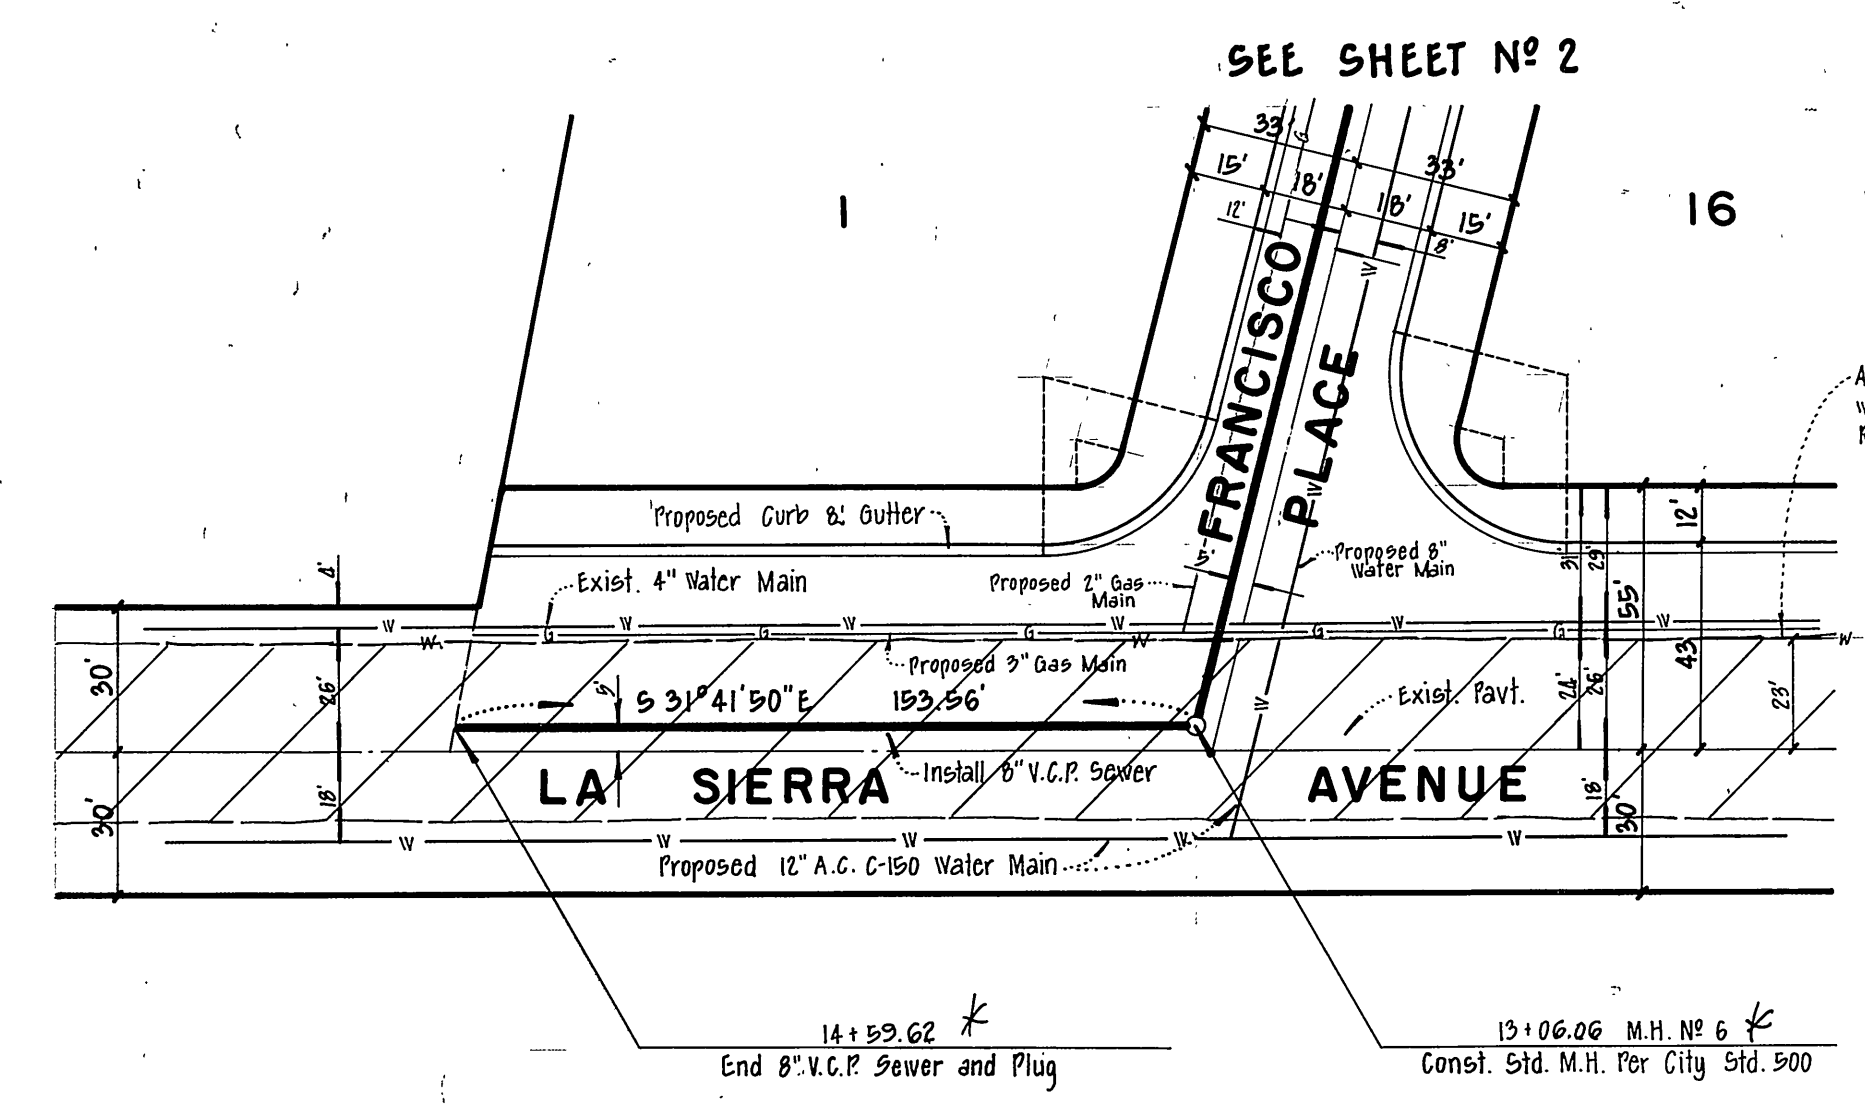 SEE SHEET Nº 2
33'
33'
15'
18'
18'
15'
12'
8'
G
1
16
FRANCISCO
PLACE
W
W
12'
Proposed Curb & Gutter
5'
Proposed 8"
Water Main
Exist. 4" Water Main
Proposed 2" Gas
Main
4'
31'
29'
55'
W W W W W W
G G G G G
W W W
Proposed 3" Gas Main
30'
26'
5'
S 31°41'50"E 153.56'
Exist. Pavt.
24'
26'
43'
23'
W
Install 8" V.C.P. Sewer
LA SIERRA AVENUE
30'
18'
18'
30'
W W W W W
Proposed 12" A.C. C-150 Water Main
14+59.62
End 8" V.C.P. Sewer and Plug
13+06.06 M.H. Nº 6
Const. Std. M.H. Per City Std. 500